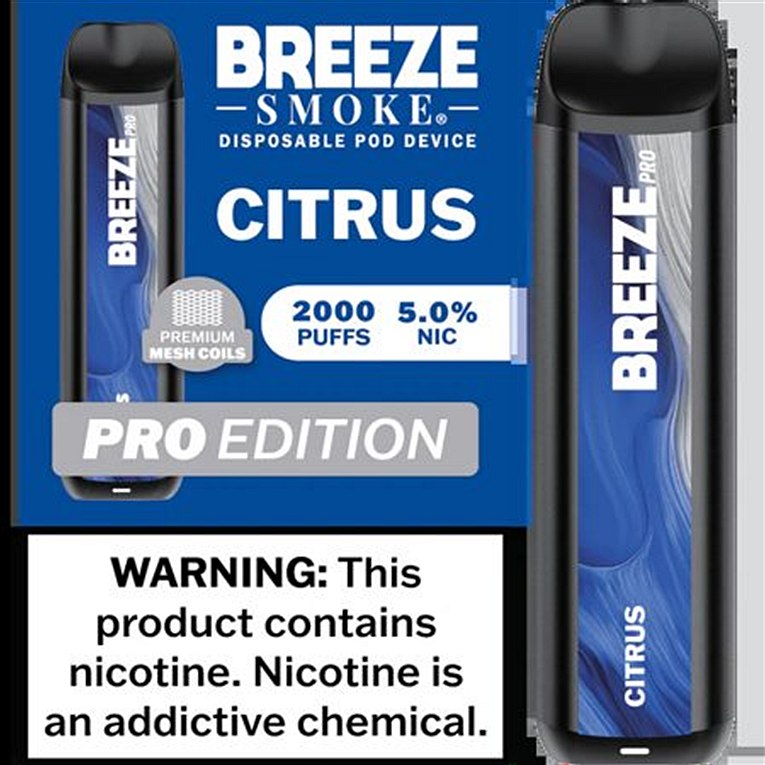 BREEZE
SMOKE®
DISPOSABLE POD DEVICE
CITRUS
2000 5.0%
PUFFS NIC
PREMIUM
MESH COILS
BREEZE PRO
S
PRO EDITION
WARNING: This
product contains
nicotine. Nicotine is
an addictive chemical.
BREEZE PRO
CITRUS